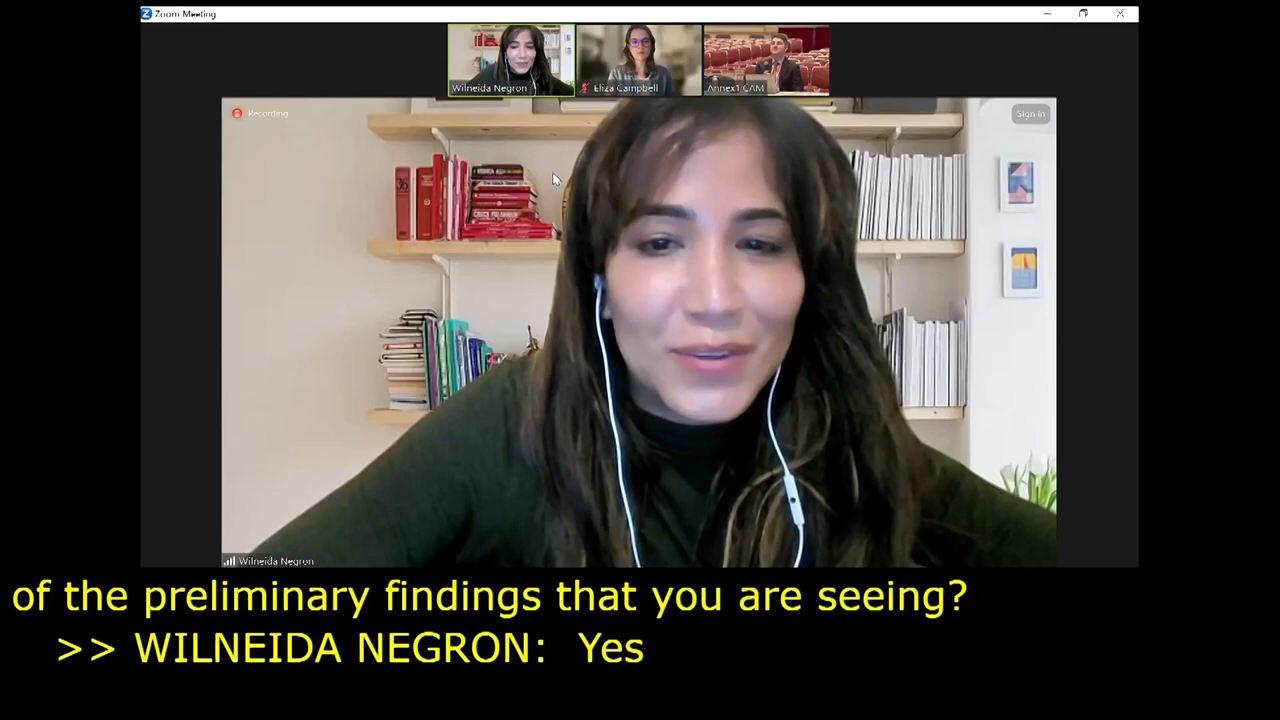 Zoom Meeting
Wilneida Negron
Eliza Campbell
Annex1 CAM
Recording
Sign in
Wilneida Negron
of the preliminary findings that you are seeing?
>> WILNEIDA NEGRON: Yes